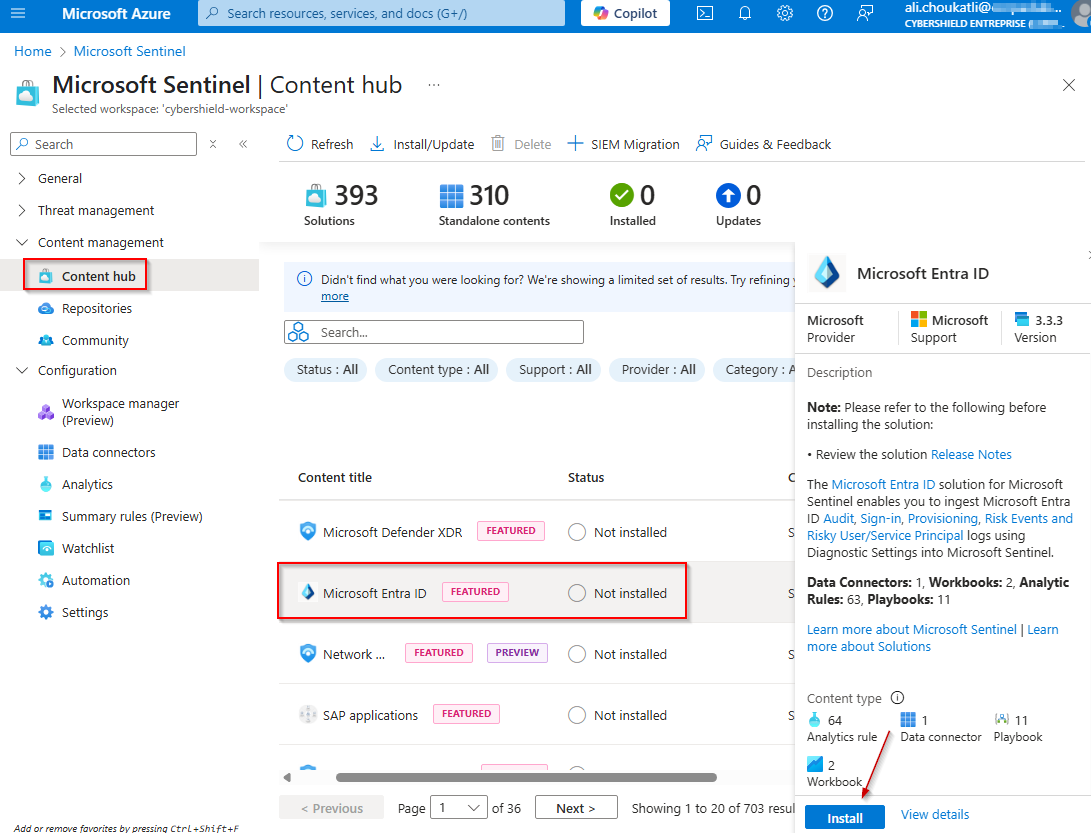 Microsoft Azure
Search resources, services, and docs (G+/)
Copilot
ali.choukatli@
CYBERSHIELD ENTREPRISE (
Home > Microsoft Sentinel
Microsoft Sentinel | Content hub ...
Selected workspace: 'cybershield-workspace'
Search
General
Threat management
Content management
Content hub
Repositories
Community
Configuration
Workspace manager
(Preview)
Data connectors
Analytics
Summary rules (Preview)
Watchlist
Automation
Settings
Add or remove favorites by pressing Ctrl+Shift+F
Refresh Install/Update Delete SIEM Migration Guides & Feedback
393 310 0 0
Solutions Standalone contents Installed Updates
Didn't find what you were looking for? We're showing a limited set of results. Try refining
more
Search...
Status : All Content type : All Support : All Provider : All Category : A
Content title Status C
Microsoft Defender XDR FEATURED Not installed S
Microsoft Entra ID FEATURED Not installed S
Network ... FEATURED PREVIEW Not installed S
SAP applications FEATURED Not installed S
< Previous Page 1 of 36 Next > Showing 1 to 20 of 703 resul
Microsoft Entra ID
Microsoft Microsoft 3.3.3
Provider Support Version
Description
Note: Please refer to the following before
installing the solution:
• Review the solution Release Notes
The Microsoft Entra ID solution for Microsoft
Sentinel enables you to ingest Microsoft Entra
ID Audit, Sign-in, Provisioning, Risk Events and
Risky User/Service Principal logs using
Diagnostic Settings into Microsoft Sentinel.
Data Connectors: 1, Workbooks: 2, Analytic
Rules: 63, Playbooks: 11
Learn more about Microsoft Sentinel | Learn
more about Solutions
Content type
64 1 11
Analytics rule Data connector Playbook
2
Workbook
Install View details